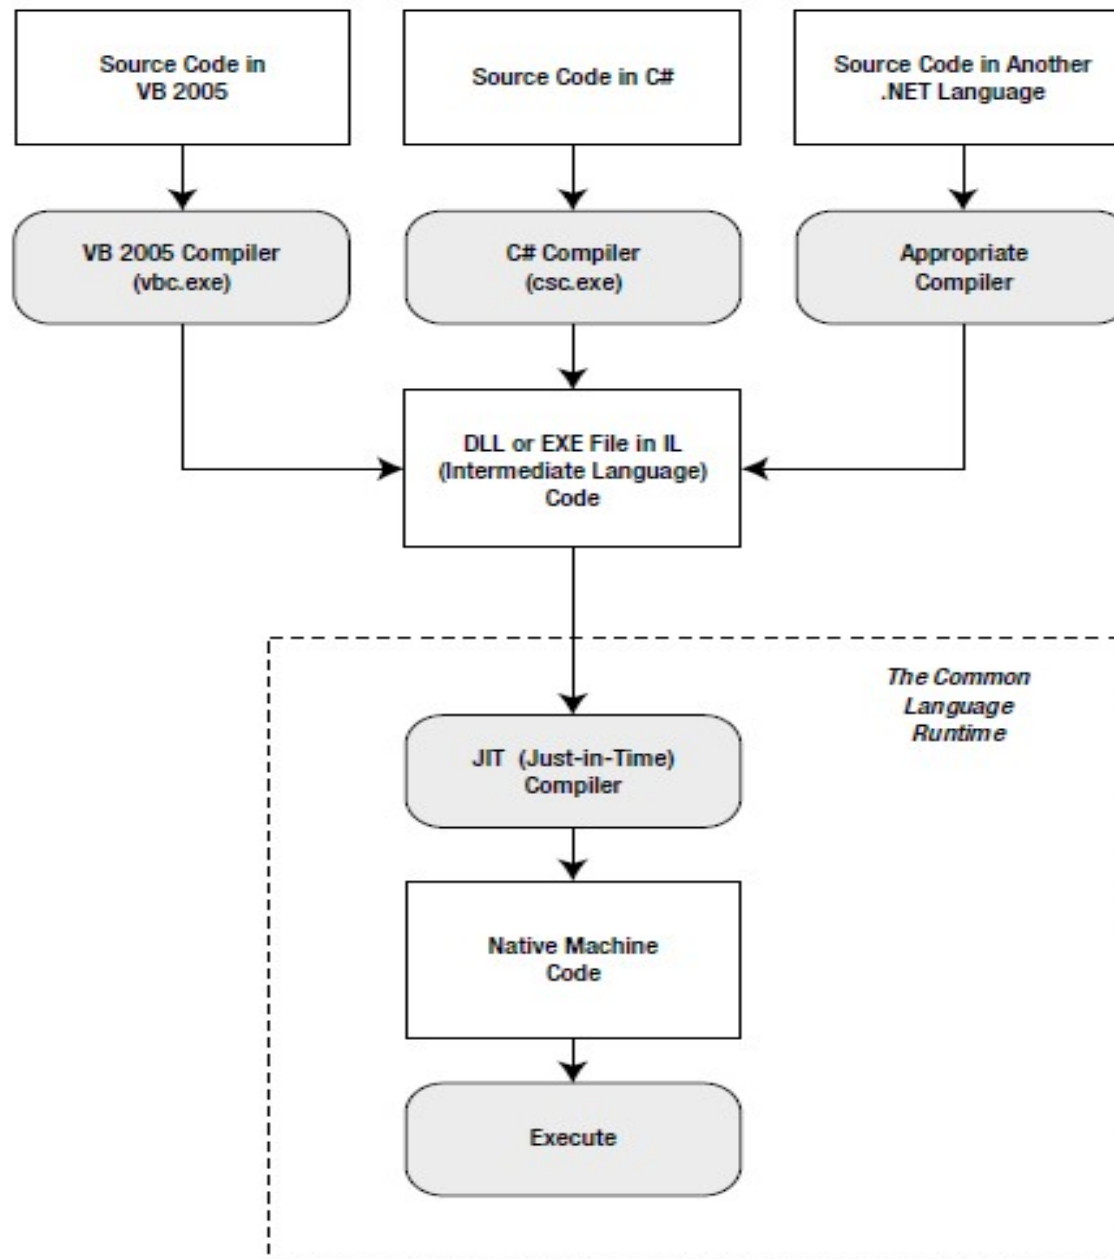 Source Code in
VB 2005
Source Code in C#
Source Code in Another
.NET Language
VB 2005 Compiler
(vbc.exe)
C# Compiler
(csc.exe)
Appropriate
Compiler
DLL or EXE File in IL
(Intermediate Language)
Code
The Common
Language
Runtime
JIT (Just-in-Time)
Compiler
Native Machine
Code
Execute